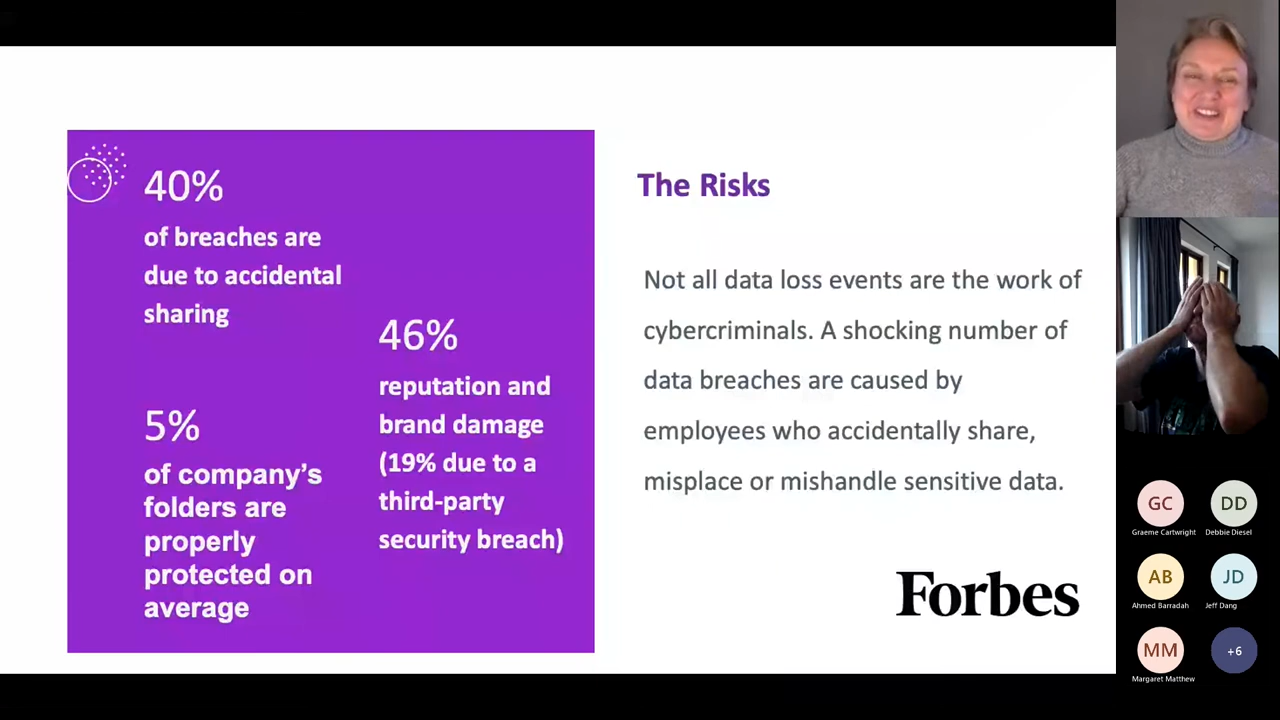 40%
of breaches are
due to accidental
sharing
46%
reputation and
brand damage
(19% due to a
third-party
security breach)
5%
of company’s
folders are
properly
protected on
average
The Risks
Not all data loss events are the work of
cybercriminals. A shocking number of
data breaches are caused by
employees who accidentally share,
misplace or mishandle sensitive data.
Forbes
GC
Graeme Cartwright
DD
Debbie Diesel
AB
Ahmed Barradah
JD
Jeff Dang
MM
Margaret Matthew
+6